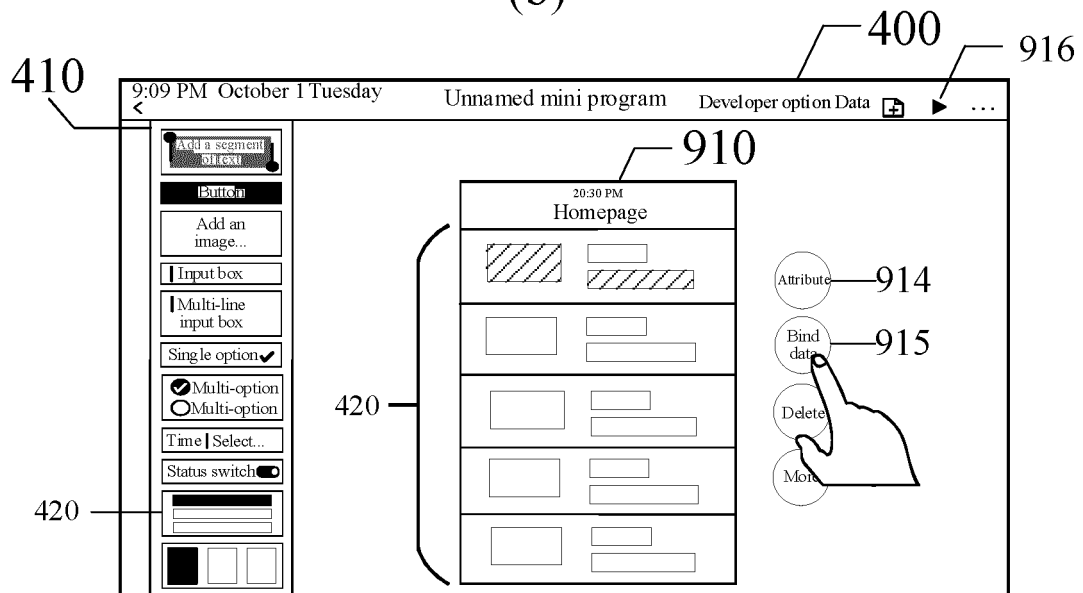 (b)
400
916
410
9:09 PM October 1 Tuesday
Unnamed mini program
Developer option Data
...
910
Add a segment
of text
Button
Add an
image...
Input box
Multi-line
input box
Single option
Multi-option
Multi-option
Time Select...
Status switch
420
20:30 PM
Homepage
420
Attribute
914
Bind
data
915
Delete
More